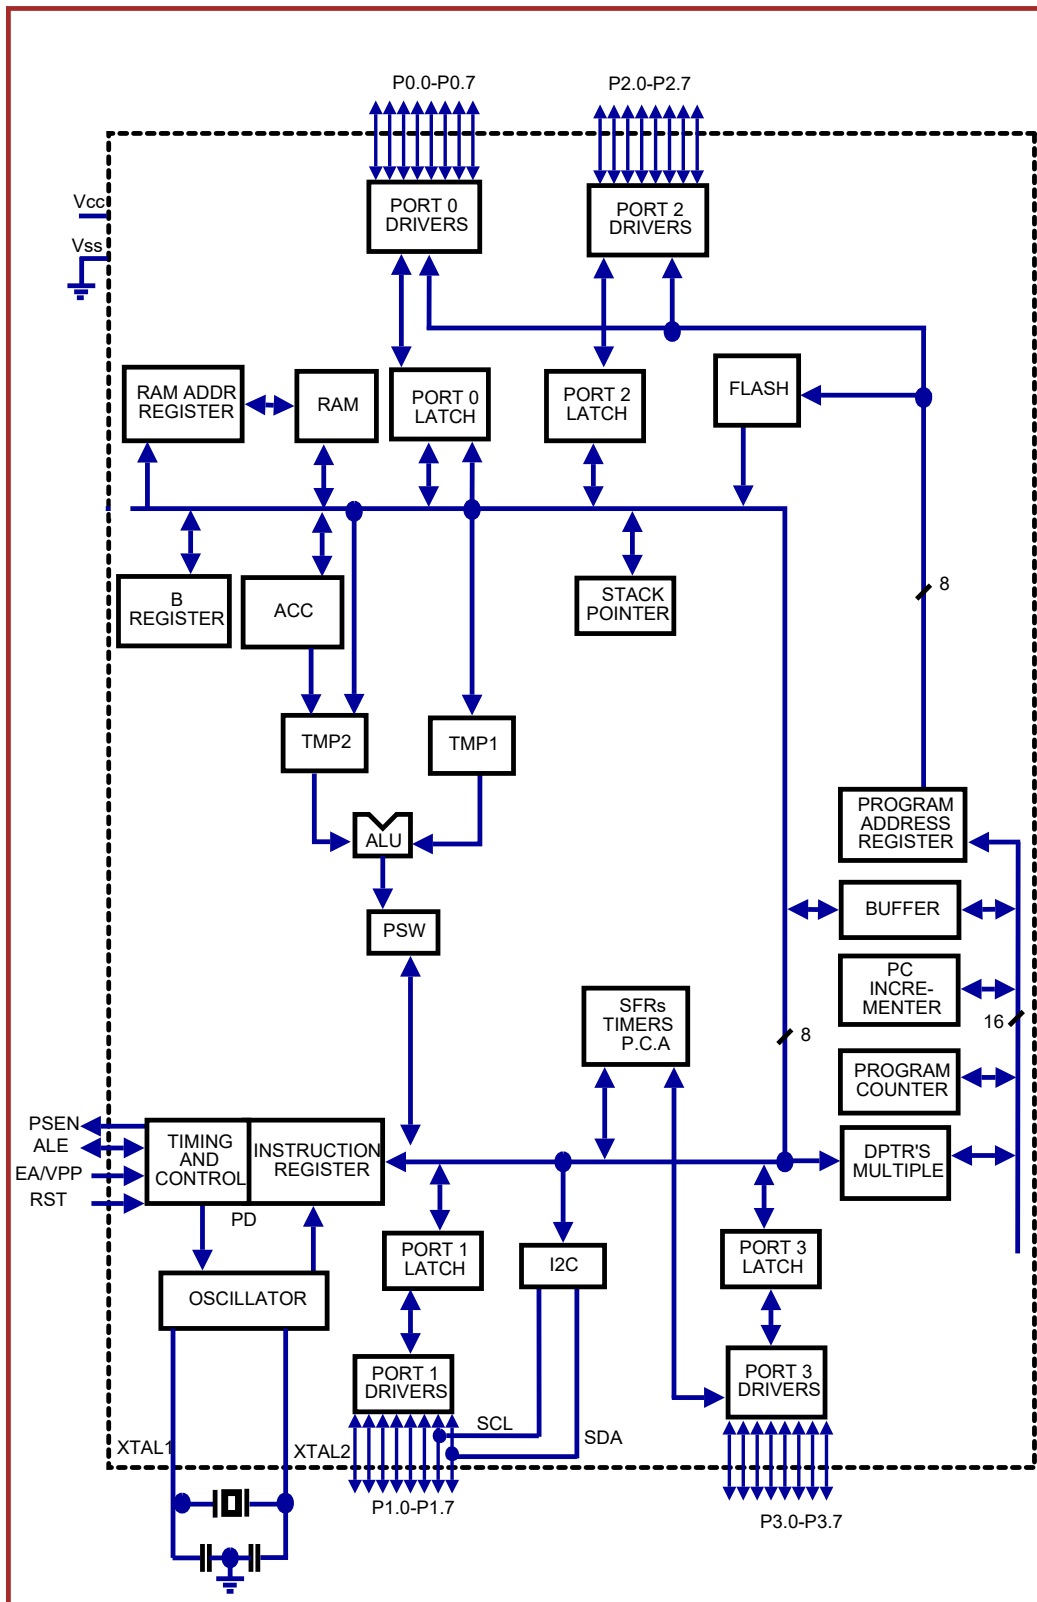 P0.0-P0.7
P2.0-P2.7
Vcc
Vss
PORT 0
DRIVERS
PORT 2
DRIVERS
RAM ADDR
REGISTER
RAM
PORT 0
LATCH
PORT 2
LATCH
FLASH
8
B
REGISTER
ACC
STACK
POINTER
TMP2
TMP1
ALU
PSW
PROGRAM
ADDRESS
REGISTER
BUFFER
PC
INCRE-
MENTER
16
8
SFRs
TIMERS
P.C.A
PROGRAM
COUNTER
PSEN
ALE
EA/VPP
RST
TIMING
AND
CONTROL
INSTRUCTION
REGISTER
DPTR'S
MULTIPLE
PD
PORT 1
LATCH
I2C
PORT 3
LATCH
OSCILLATOR
PORT 1
DRIVERS
PORT 3
DRIVERS
SCL
SDA
XTAL1
XTAL2
P1.0-P1.7
P3.0-P3.7